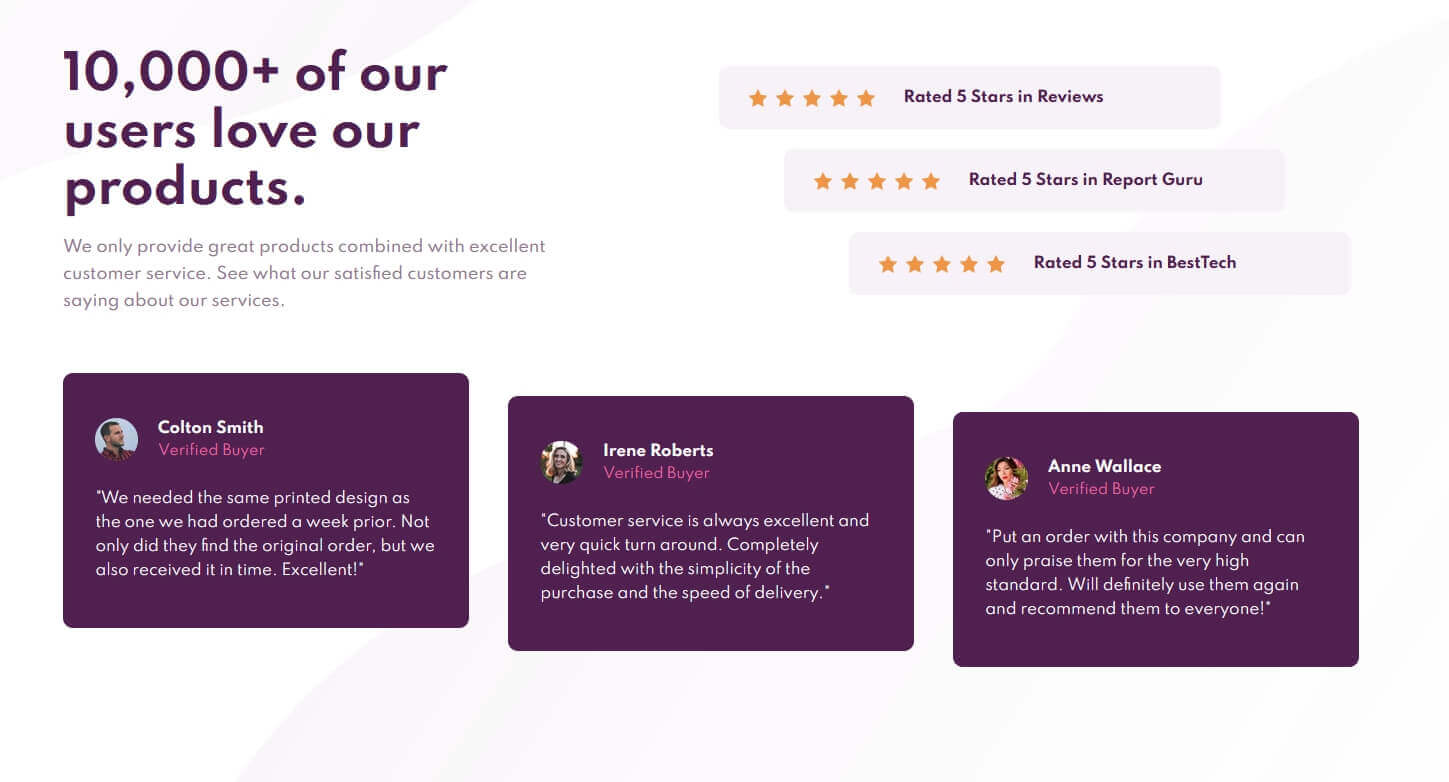 10,000+ of our
users love our
products.
We only provide great products combined with excellent
customer service. See what our satisfied customers are
saying about our services.
Rated 5 Stars in Reviews
Rated 5 Stars in Report Guru
Rated 5 Stars in BestTech
Colton Smith
Verified Buyer
"We needed the same printed design as
the one we had ordered a week prior. Not
only did they find the original order, but we
also received it in time. Excellent!"
Irene Roberts
Verified Buyer
"Customer service is always excellent and
very quick turn around. Completely
delighted with the simplicity of the
purchase and the speed of delivery."
Anne Wallace
Verified Buyer
"Put an order with this company and can
only praise them for the very high
standard. Will definitely use them again
and recommend them to everyone!"